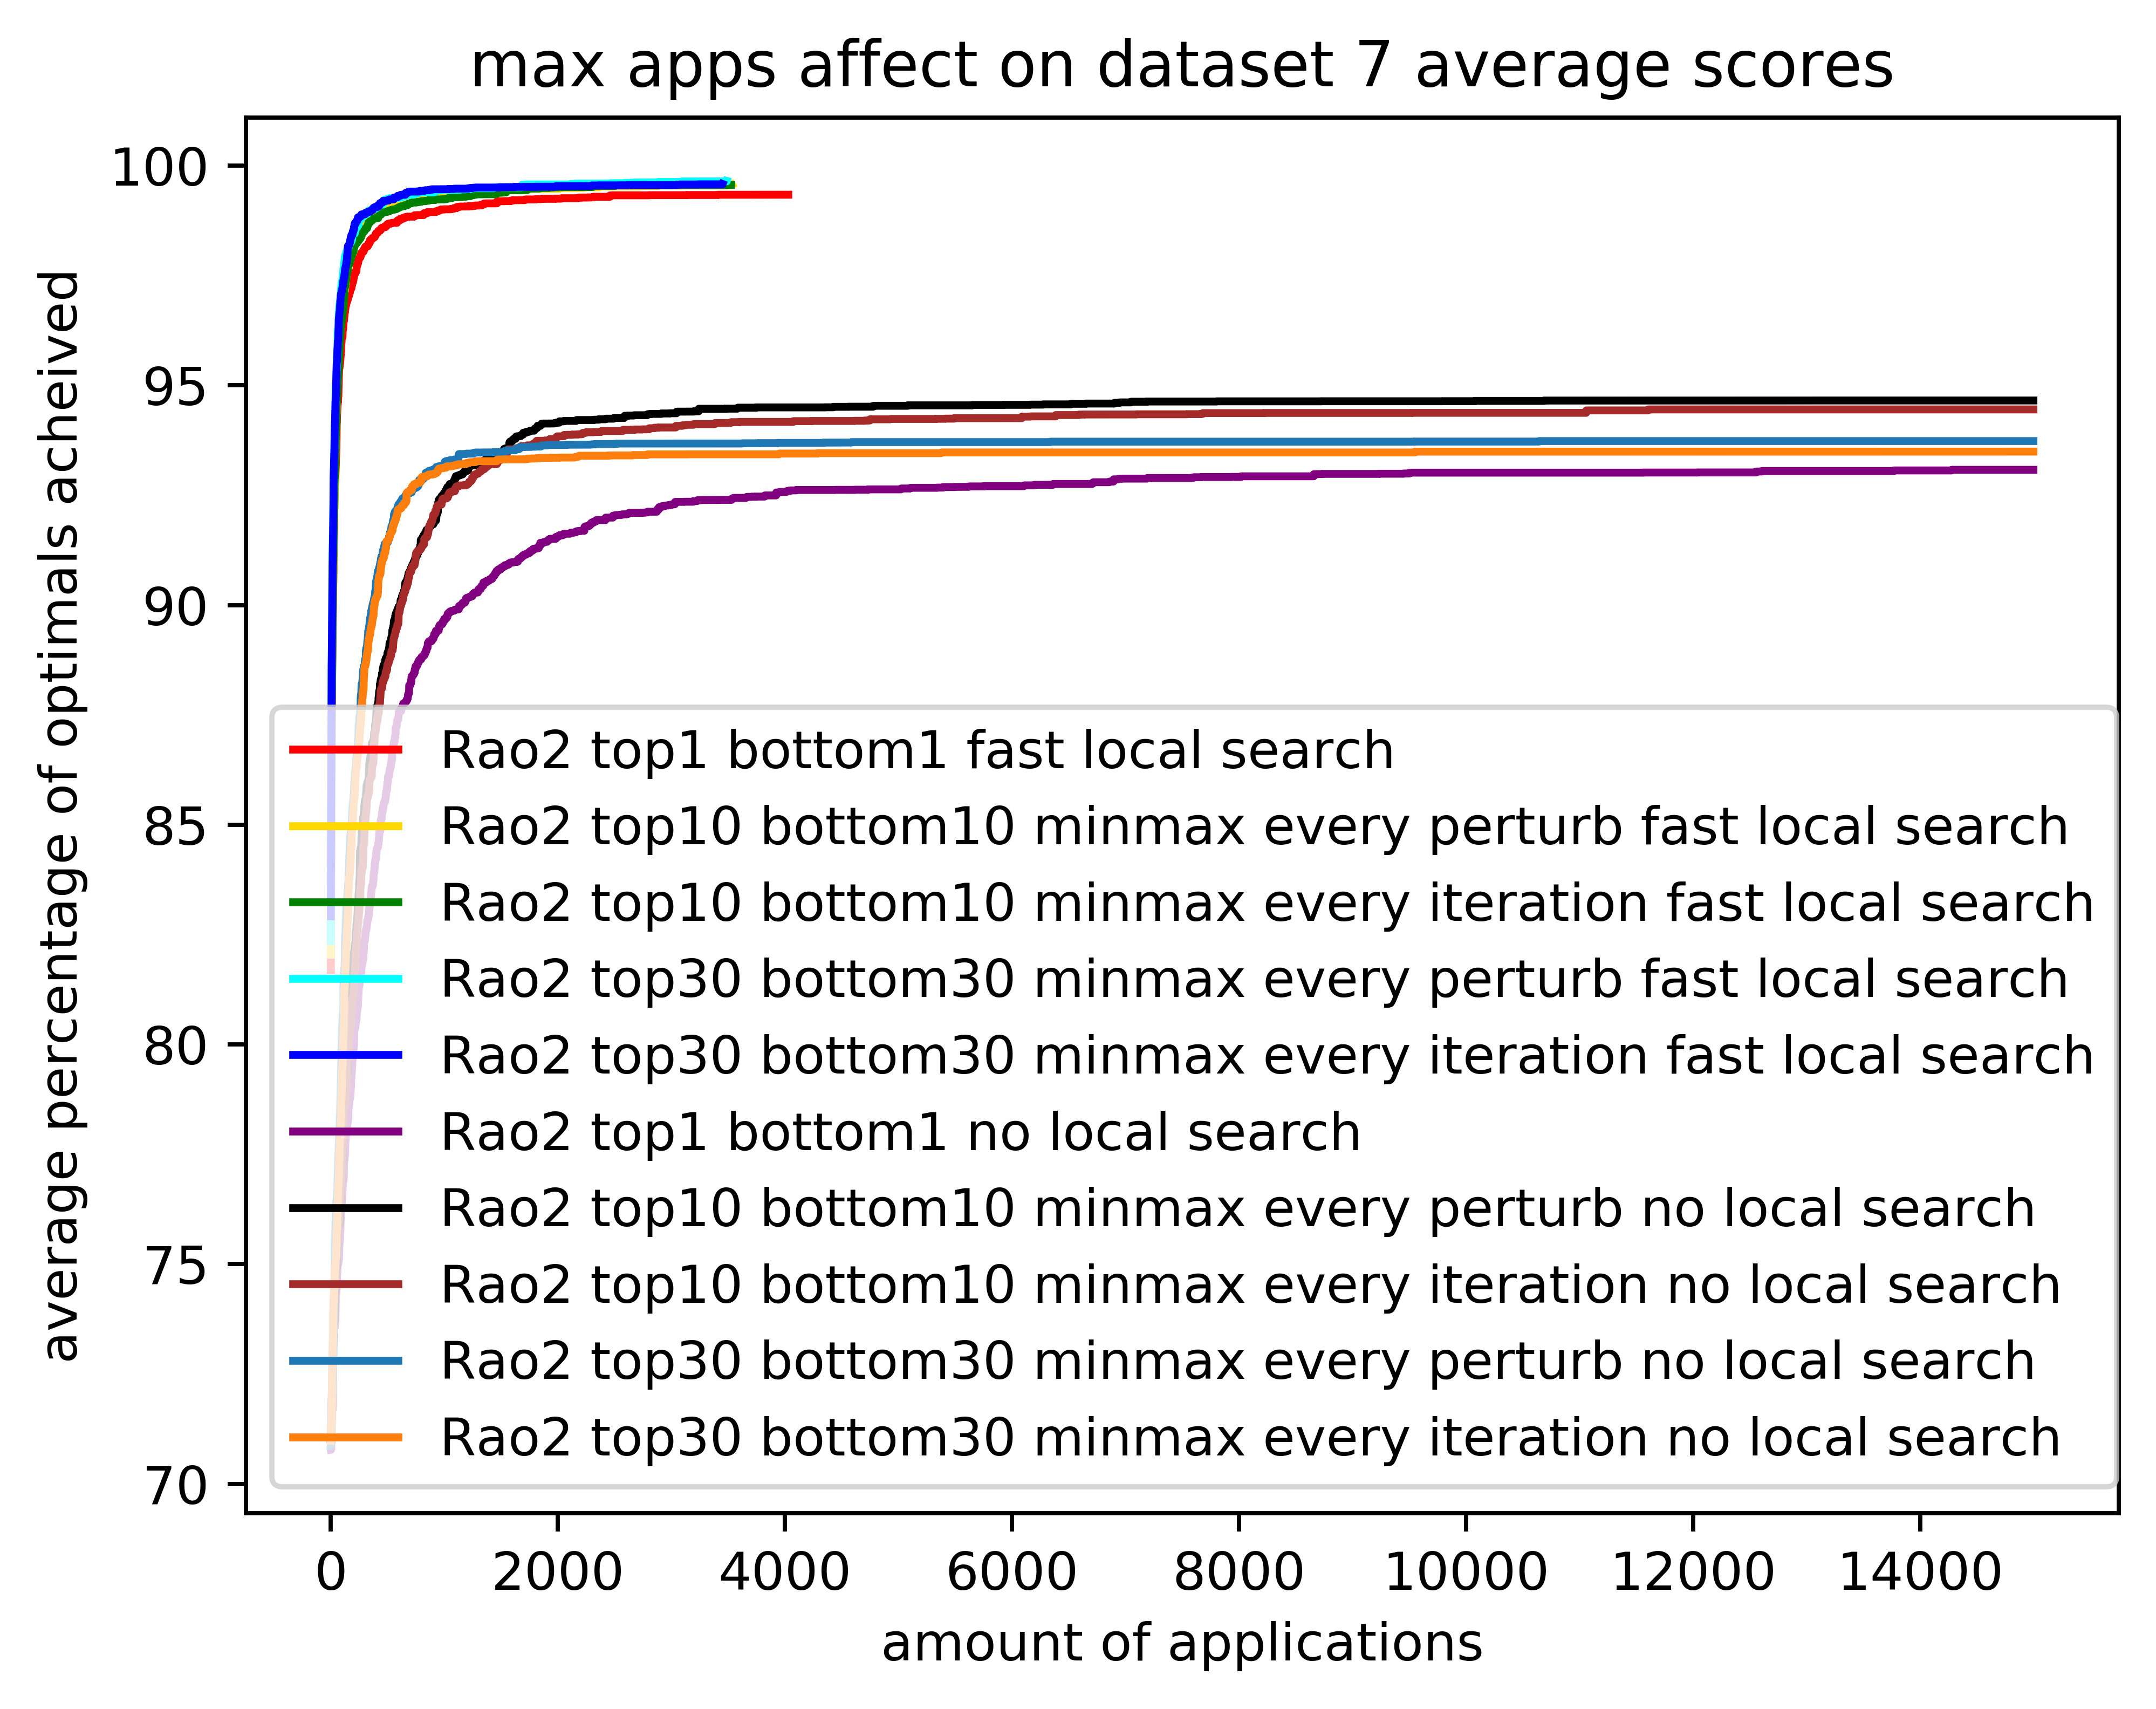 max apps affect on dataset 7 average scores
average percentage of optimals acheived
100
95
90
85
80
75
70
Rao2 top1 bottom1 fast local search
Rao2 top10 bottom10 minmax every perturb fast local search
Rao2 top10 bottom10 minmax every iteration fast local search
Rao2 top30 bottom30 minmax every perturb fast local search
Rao2 top30 bottom30 minmax every iteration fast local search
Rao2 top1 bottom1 no local search
Rao2 top10 bottom10 minmax every perturb no local search
Rao2 top10 bottom10 minmax every iteration no local search
Rao2 top30 bottom30 minmax every perturb no local search
Rao2 top30 bottom30 minmax every iteration no local search
0 2000 4000 6000 8000 10000 12000 14000
amount of applications